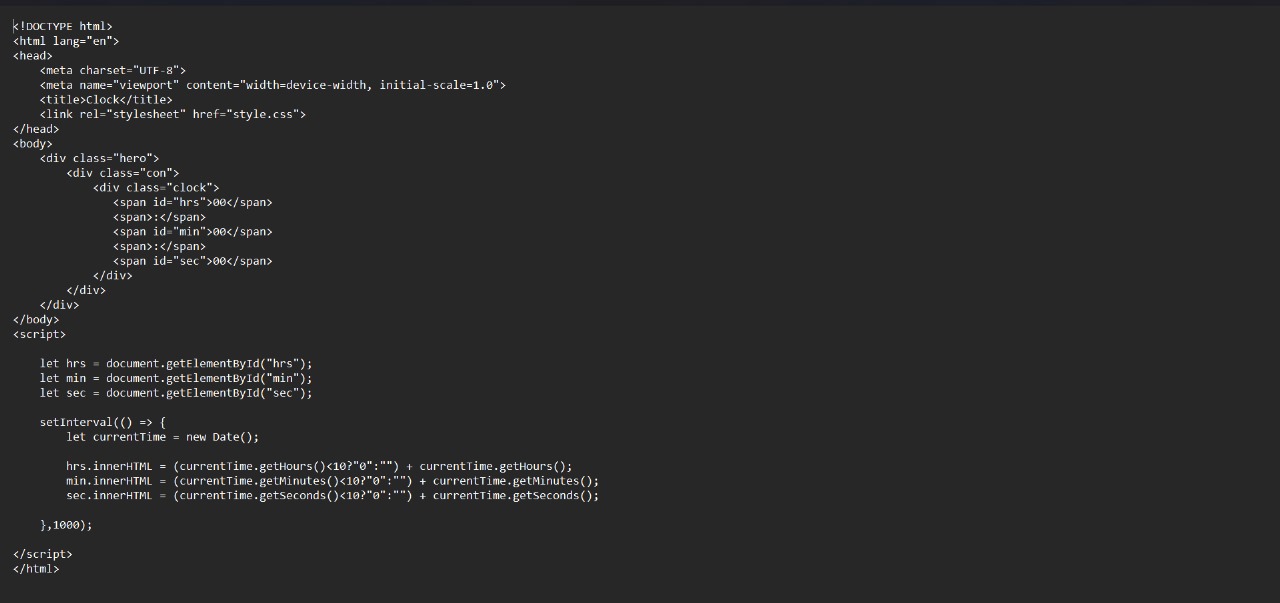 <!DOCTYPE html>
<html lang="en">
<head>
    <meta charset="UTF-8">
    <meta name="viewport" content="width=device-width, initial-scale=1.0">
    <title>Clock</title>
    <link rel="stylesheet" href="style.css">
</head>
<body>
    <div class="hero">
        <div class="con">
            <div class="clock">
               <span id="hrs">00</span>
               <span>:</span>
               <span id="min">00</span>
               <span>:</span>
               <span id="sec">00</span>
            </div>
        </div>
    </div>
</body>
<script>

    let hrs = document.getElementById("hrs");
    let min = document.getElementById("min");
    let sec = document.getElementById("sec");

    setInterval(() => {
        let currentTime = new Date();

        hrs.innerHTML = (currentTime.getHours()<10?"0":"") + currentTime.getHours();
        min.innerHTML = (currentTime.getMinutes()<10?"0":"") + currentTime.getMinutes();
        sec.innerHTML = (currentTime.getSeconds()<10?"0":"") + currentTime.getSeconds();

    },1000);

</script>
</html>